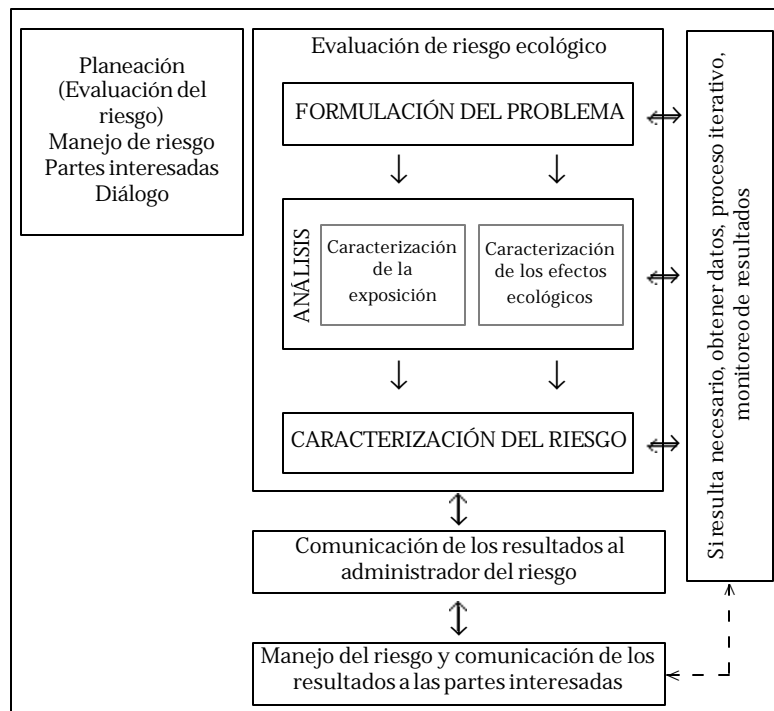 Planeación
(Evaluación del
riesgo)
Manejo de riesgo
Partes interesadas
Diálogo
Evaluación de riesgo ecológico
FORMULACIÓN DEL PROBLEMA
ANÁLISIS
Caracterización
de la
exposición
Caracterización
de los efectos
ecológicos
CARACTERIZACIÓN DEL RIESGO
Comunicación de los resultados al
administrador del riesgo
Manejo del riesgo y comunicación de los
resultados a las partes interesadas
Si resulta necesario, obtener datos, proceso iterativo,
monitoreo de resultados